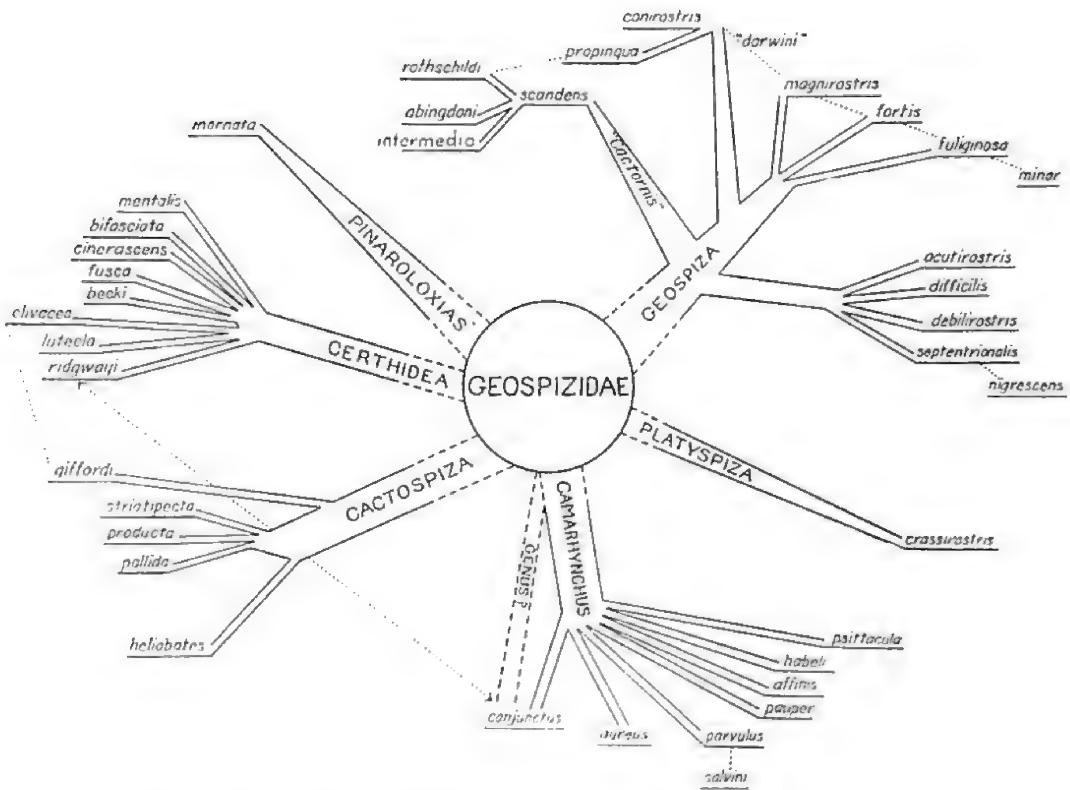 conirostris
"darwini"
propinqua
rothschildi
magnirostris
scandens
abingdoni
fortis
intermedia
"Cactornis"
fuliginosa
minor
mornata
PINAROLOXIAS
mentalis
bifasciata
cinerascens
fusca
becki
olivacea
luteola
ridgwayi
CERTHIDEA
GEOSPIZA
acutirostris
difficilis
debilirostris
septentrionalis
nigrescens
GEOSPIZIDAE
PLATYSPIZA
crassirostris
giffordi
striatipecta
producta
pallida
heliobates
CACTOSPIZA
GENUS?
CAMARHYNCHUS
psittacula
habeli
affinis
pauper
conjunctus
aureus
parvulus
salvini